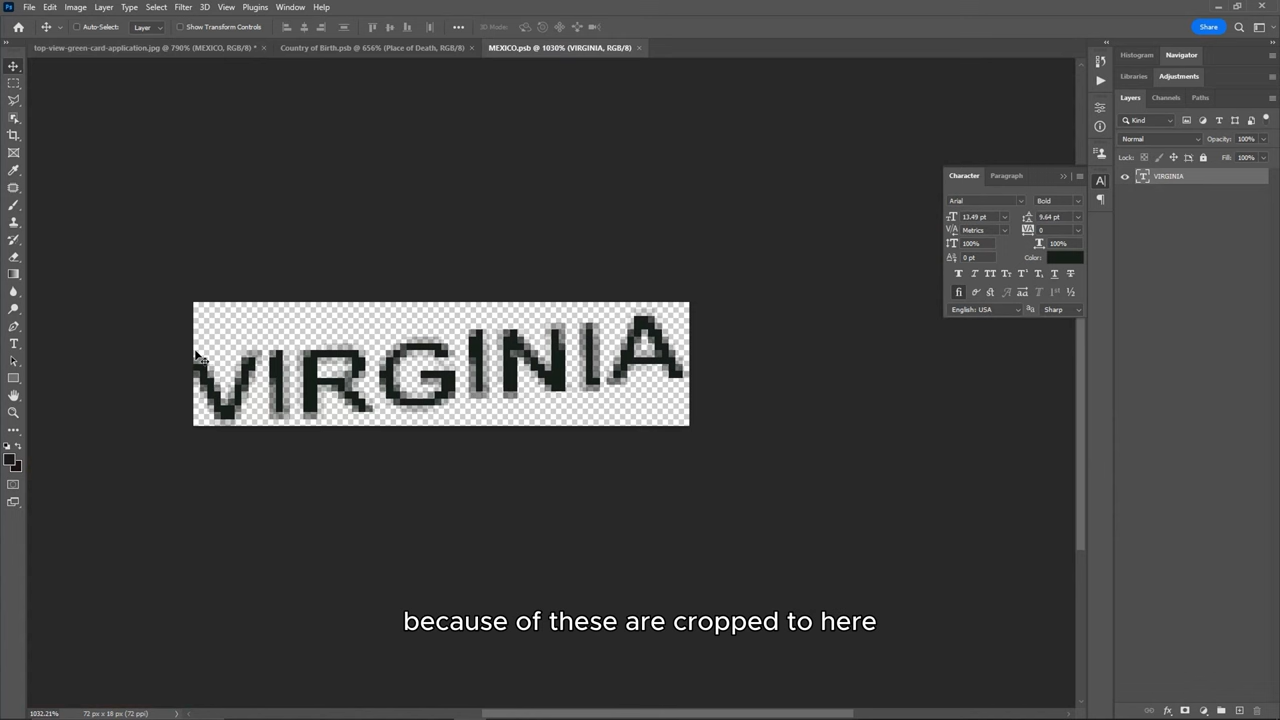 File Edit Image Layer Type Select Filter 3D View Plugins Window Help
Auto-Select: Layer Show Transform Controls 3D Mode: Share
top-view-green-card-application.jpg @ 790% (MEXICO, RGB/8) * × Country of Birth.psb @ 656% (Place of Death, RGB/8) × MEXICO.psb @ 1030% (VIRGINIA, RGB/8) ×
Histogram Navigator
Libraries Adjustments
Layers Channels Paths
Kind
Normal Opacity: 100%
Lock: Fill: 100%
VIRGINIA
Character Paragraph
Arial Bold
13.49 pt 9.64 pt
Metrics 0
100% 100%
0 pt Color:
English: USA Sharp
VIRGINIA
because of these are cropped to here
1032.21% 72 px x 18 px (72 ppi)